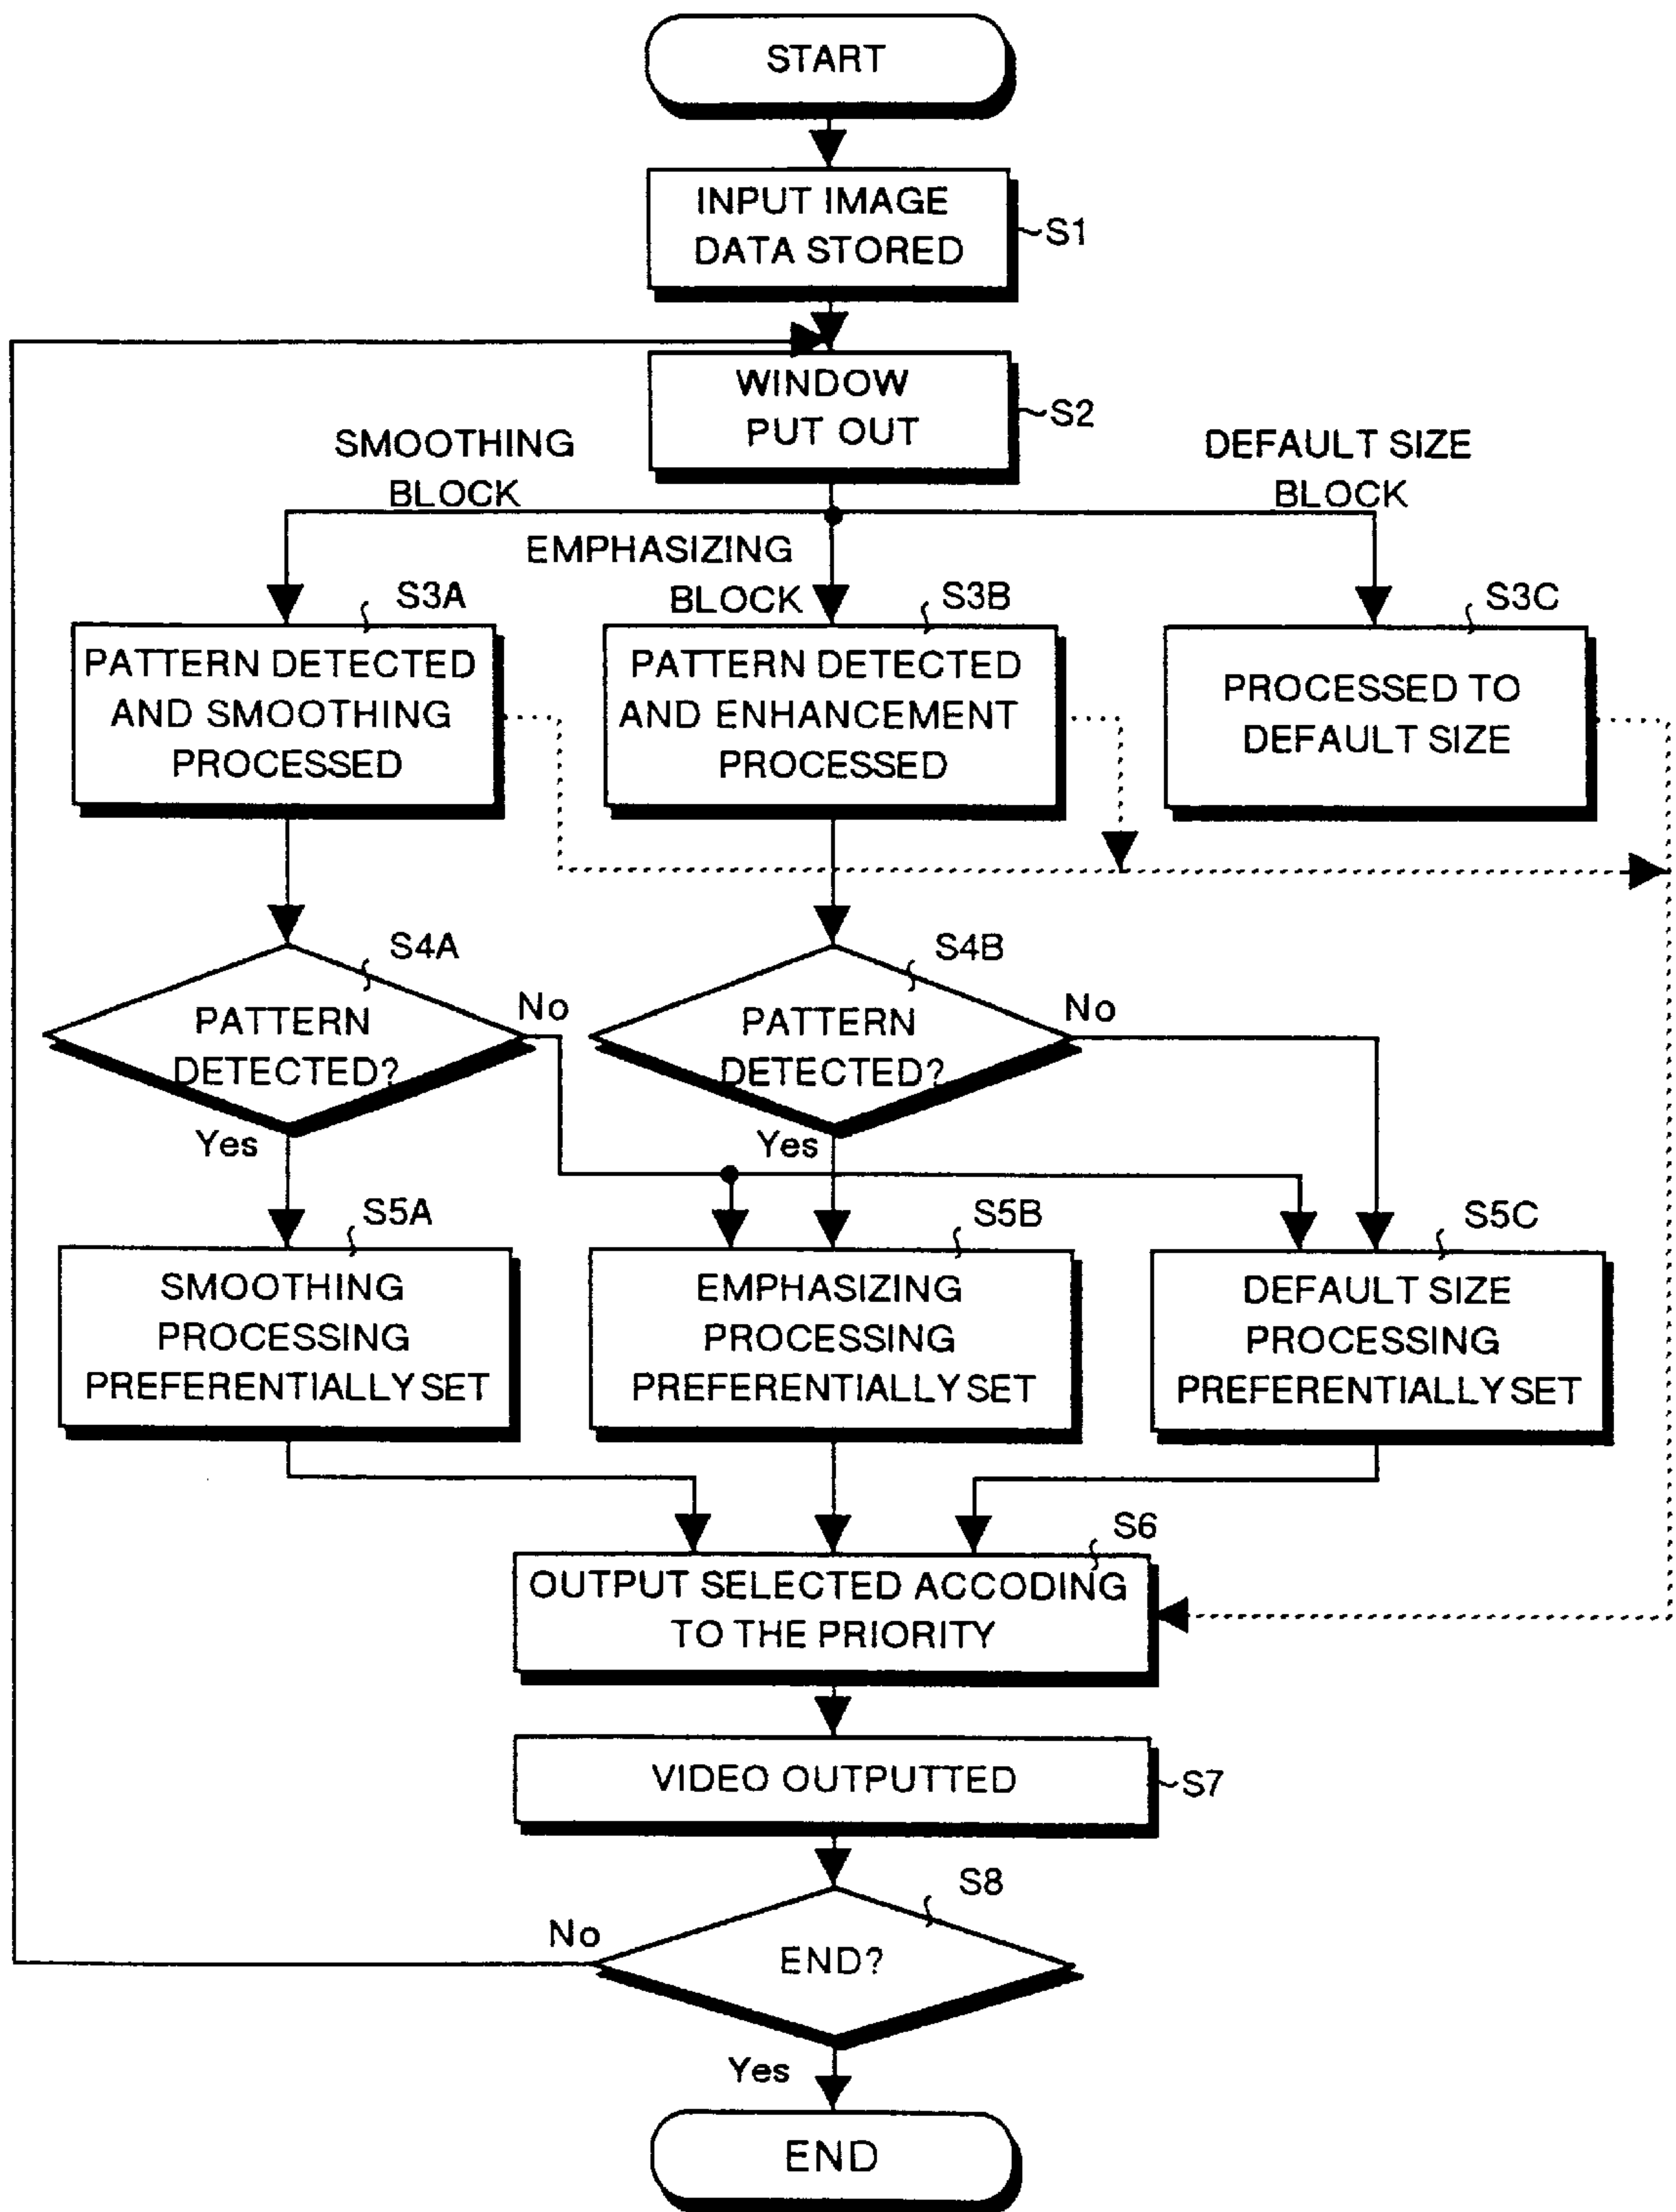 START
INPUT IMAGE
DATA STORED
~S1
WINDOW
PUT OUT
~S2
SMOOTHING
BLOCK
EMPHASIZING
BLOCK
DEFAULT SIZE
BLOCK
S3A
PATTERN DETECTED
AND SMOOTHING
PROCESSED
S3B
PATTERN DETECTED
AND ENHANCEMENT
PROCESSED
S3C
PROCESSED TO
DEFAULT SIZE
S4A
PATTERN
DETECTED?
No
Yes
S4B
PATTERN
DETECTED?
No
Yes
S5A
SMOOTHING
PROCESSING
PREFERENTIALLY SET
S5B
EMPHASIZING
PROCESSING
PREFERENTIALLY SET
S5C
DEFAULT SIZE
PROCESSING
PREFERENTIALLY SET
S6
OUTPUT SELECTED ACCODING
TO THE PRIORITY
VIDEO OUTPUTTED
~S7
S8
END?
No
Yes
END